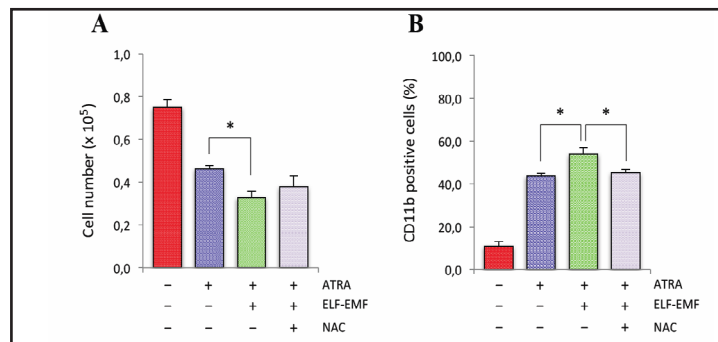 A
Cell number (x 10⁵)
1,0
0,8
0,6
0,4
0,2
0,0
*
– + + + ATRA
– – + + ELF-EMF
– – – + NAC
B
CD11b positive cells (%)
100,0
80,0
60,0
40,0
20,0
0,0
* *
– + + + ATRA
– – + + ELF-EMF
– – – + NAC